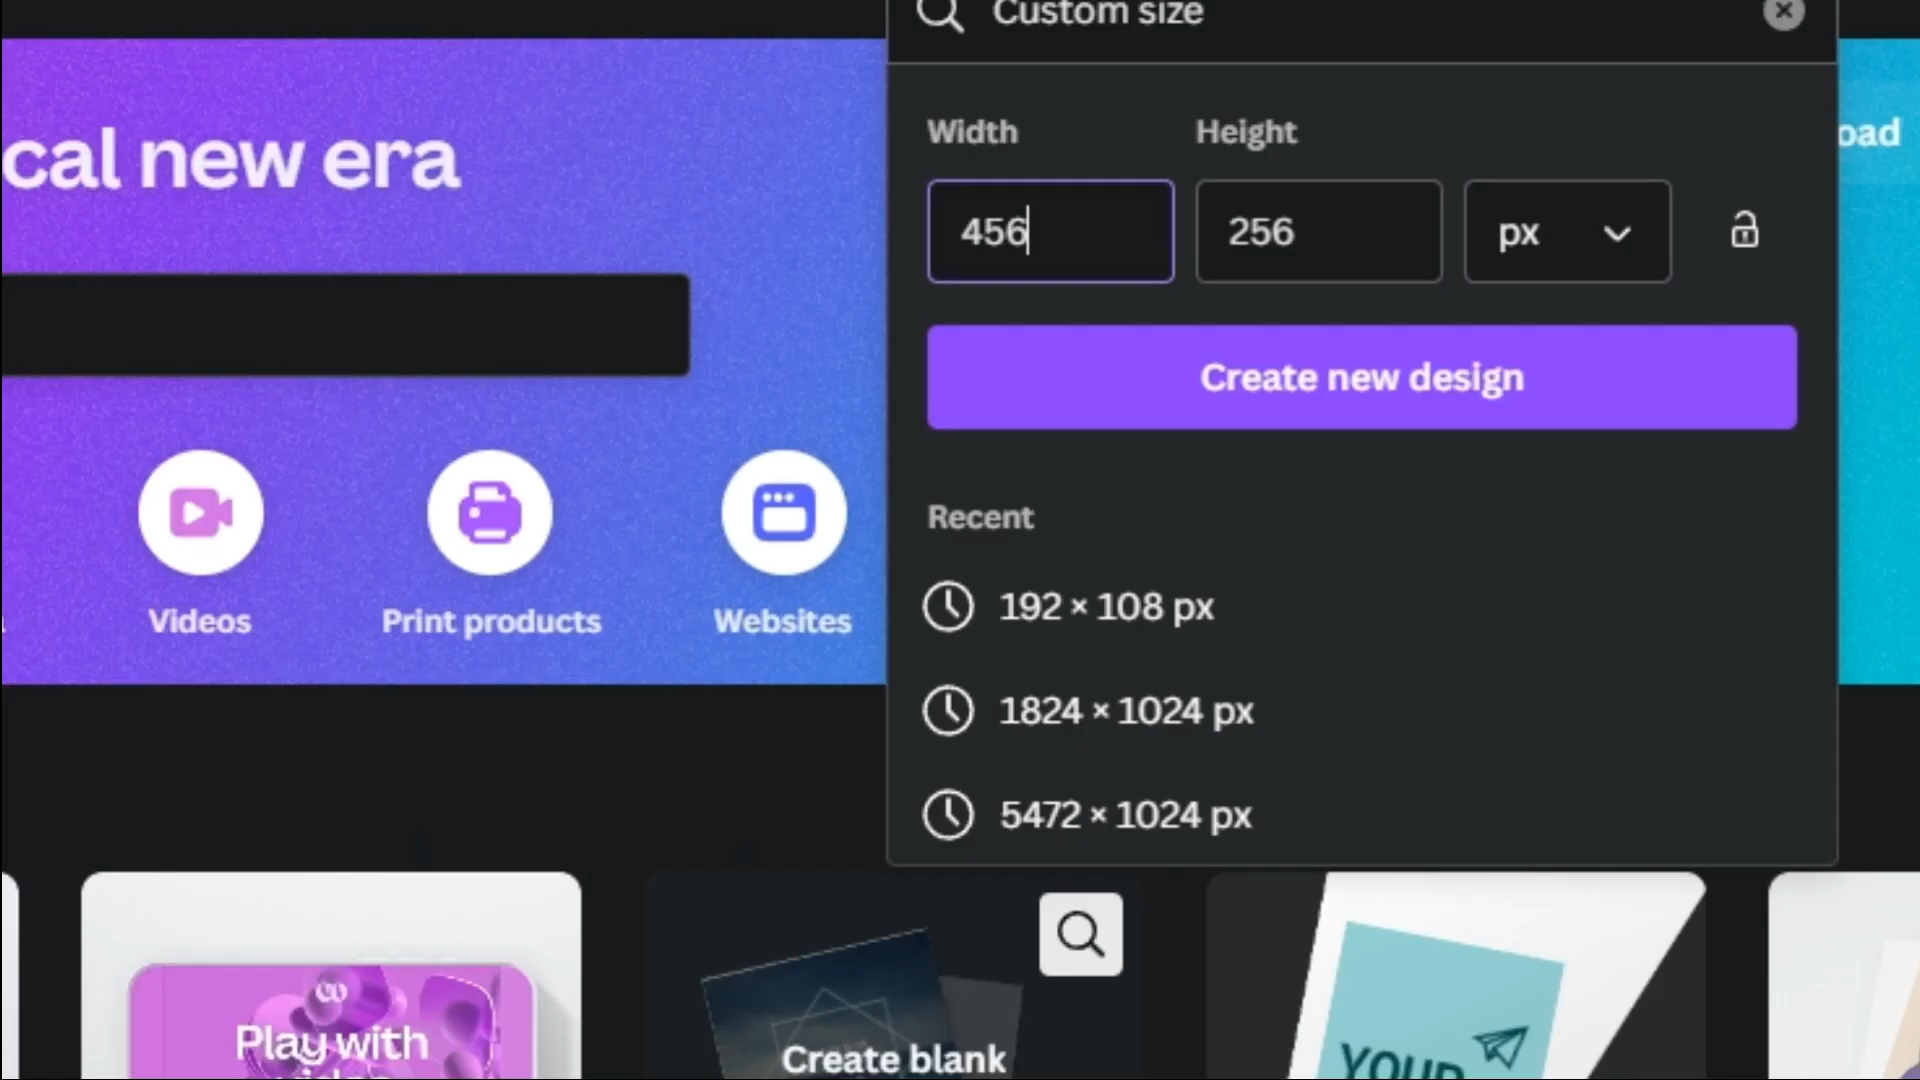 Custom size
Width
Height
cal new era
oad
456
256
px
Create new design
Recent
192 × 108 px
Videos
Print products
Websites
1824 × 1024 px
5472 × 1024 px
Play with
Create blank
YOUR